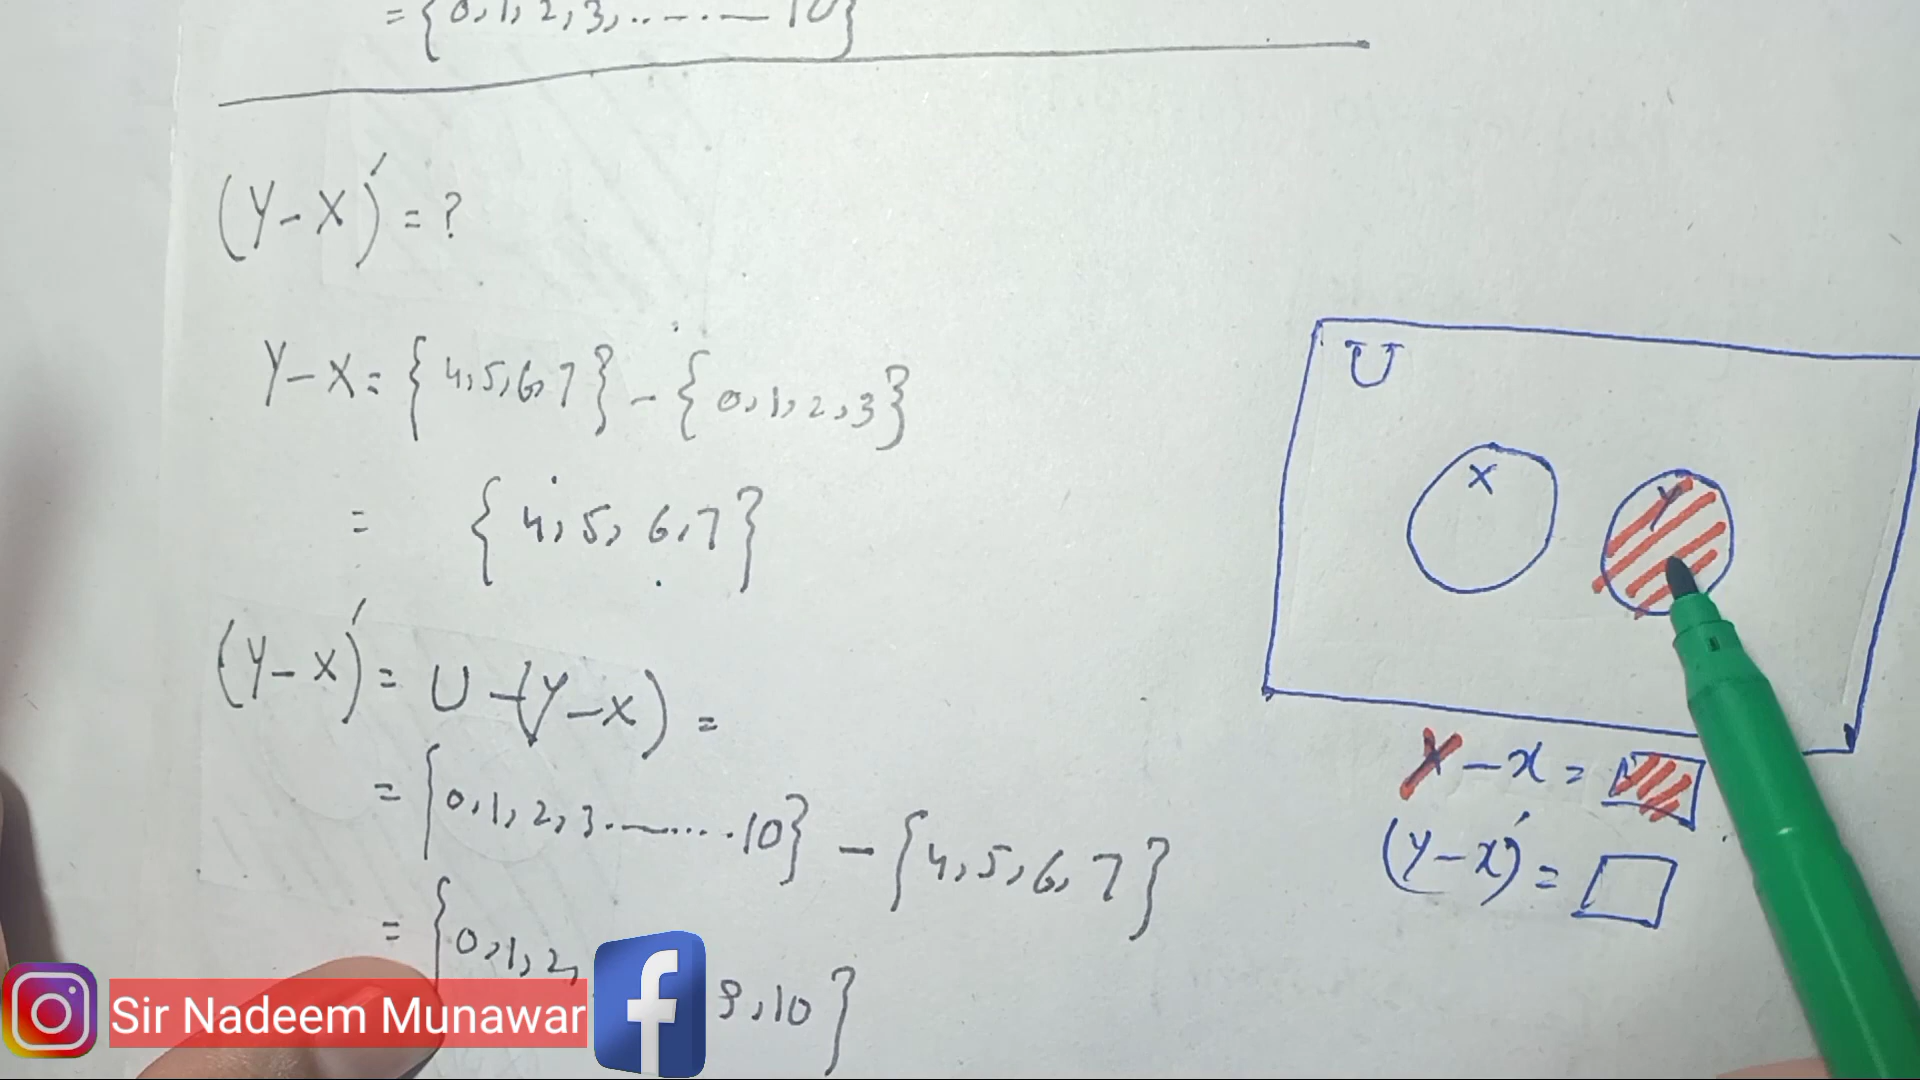 = {0, 1, 2, 3, ........ 10}
(Y - X)' = ?
Y - X = {4, 5, 6, 7} - {0, 1, 2, 3}
= {4, 5, 6, 7}
(Y - X)' = U - (Y - X) =
= {0, 1, 2, 3 ........ 10} - {4, 5, 6, 7}
= {0, 1, 2, 9, 10}
U
X
Y
Y - x =
(Y - x)' =
Sir Nadeem Munawar
f